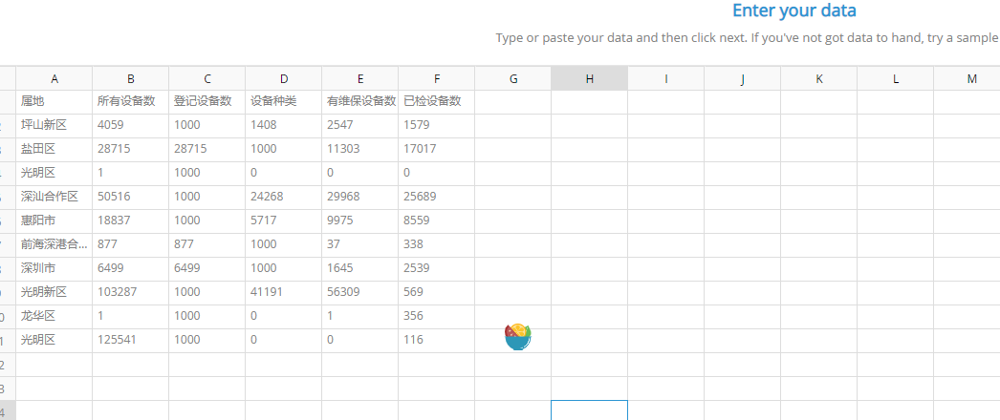 Enter your data
Type or paste your data and then click next. If you've not got data to hand, try a sample
A B C D E F G H I J K L M
属地 所有设备数 登记设备数 设备种类 有维保设备数 已检设备数
坪山新区 4059 1000 1408 2547 1579
盐田区 28715 28715 1000 11303 17017
光明区 1 1000 0 0 0
深汕合作区 50516 1000 24268 29968 25689
惠阳市 18837 1000 5717 9975 8559
前海深港合... 877 877 1000 37 338
深圳市 6499 6499 1000 1645 2539
光明新区 103287 1000 41191 56309 569
龙华区 1 1000 0 1 356
光明区 125541 1000 0 0 116